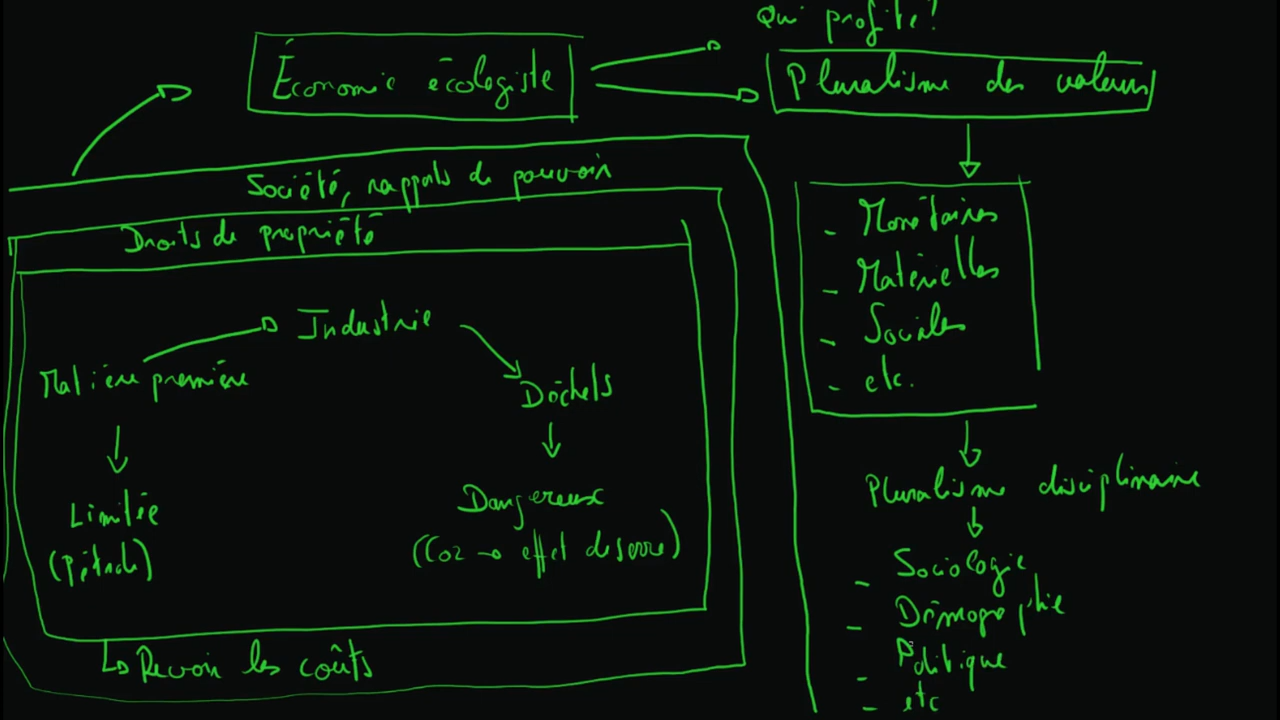 Qui profite?
Économie écologiste
Pluralisme des valeurs
Société, rapports de pouvoir
Droits de propriété
Industrie
Matière première
Déchets
Limitée
(Pétrole)
Dangereux
(CO2 → effet de serre)
↳ Revoir les coûts
- Monétaires
- Matérielles
- Sociales
- etc.
Pluralisme disciplinaire
- Sociologie
- Démographie
- Politique
- etc